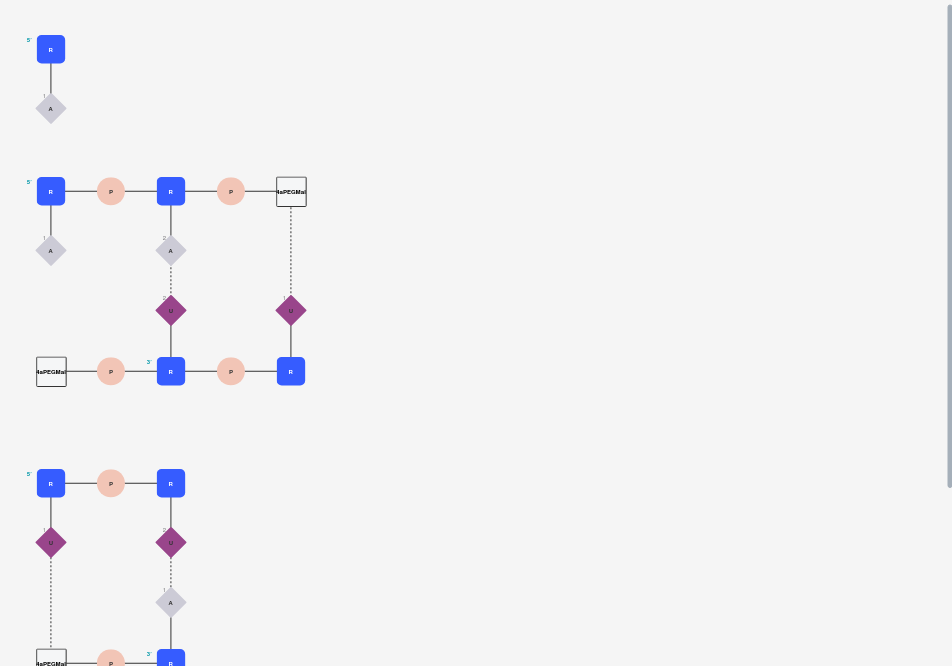 5'
R
1
A
5'
R P R P 4aPEGMal
1 2
A A
2 1
U U
3'
4aPEGMal P R P R
5'
R P R
1 2
U U
1
A
3'
4aPEGMal P R